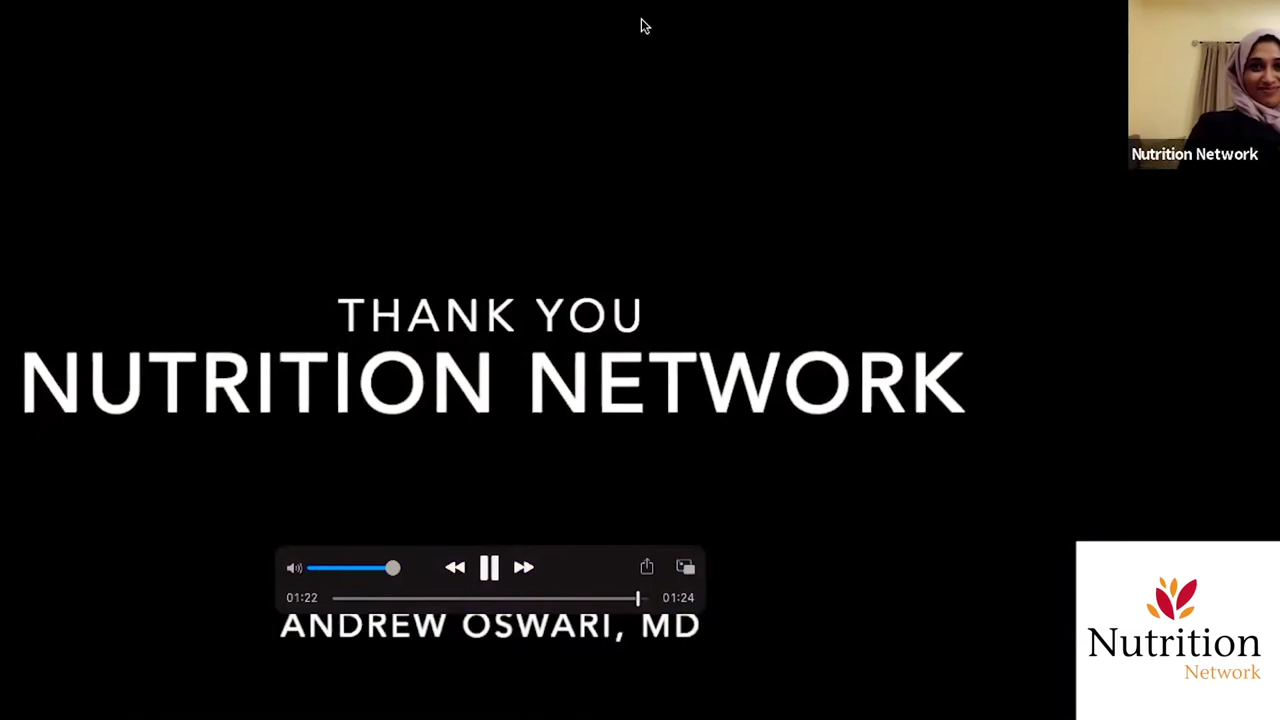 Nutrition Network
THANK YOU
NUTRITION NETWORK
01:22
01:24
ANDREW OSWARI, MD
Nutrition
Network